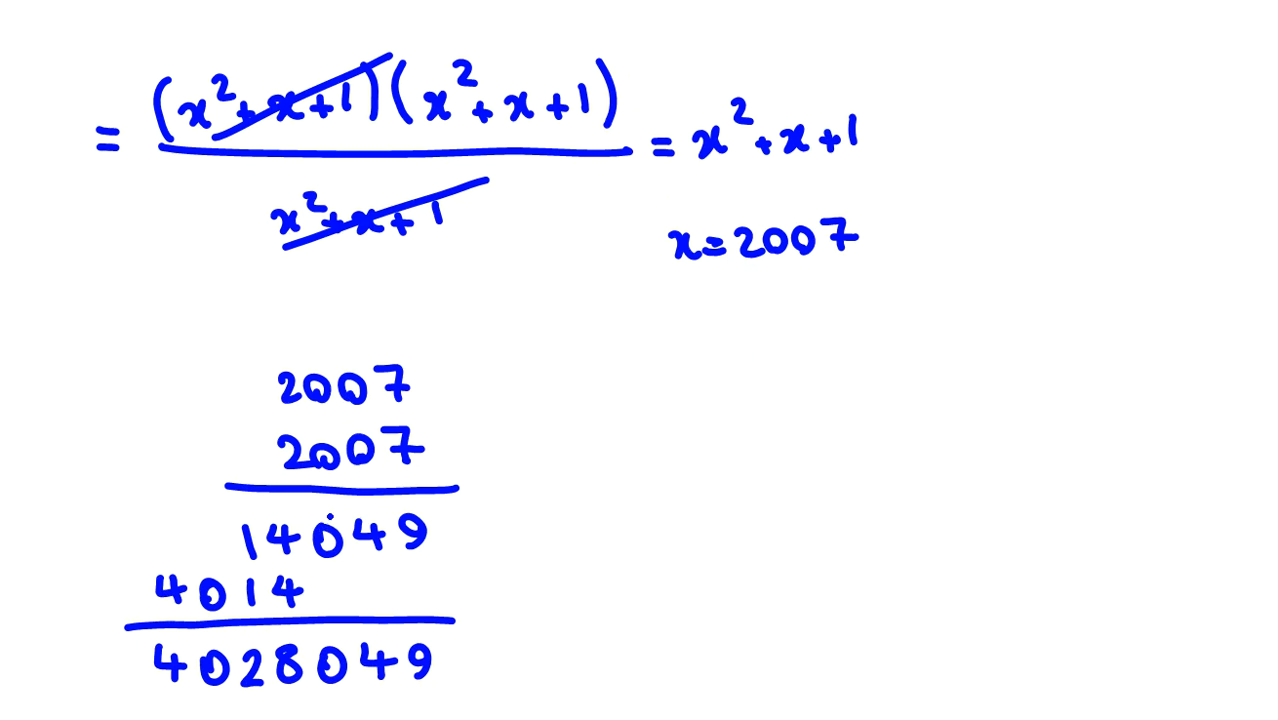 = (x²+x+1)(x²+x+1) / x²+x+1 = x²+x+1
x=2007
2007
2007
14049
4014
4028049